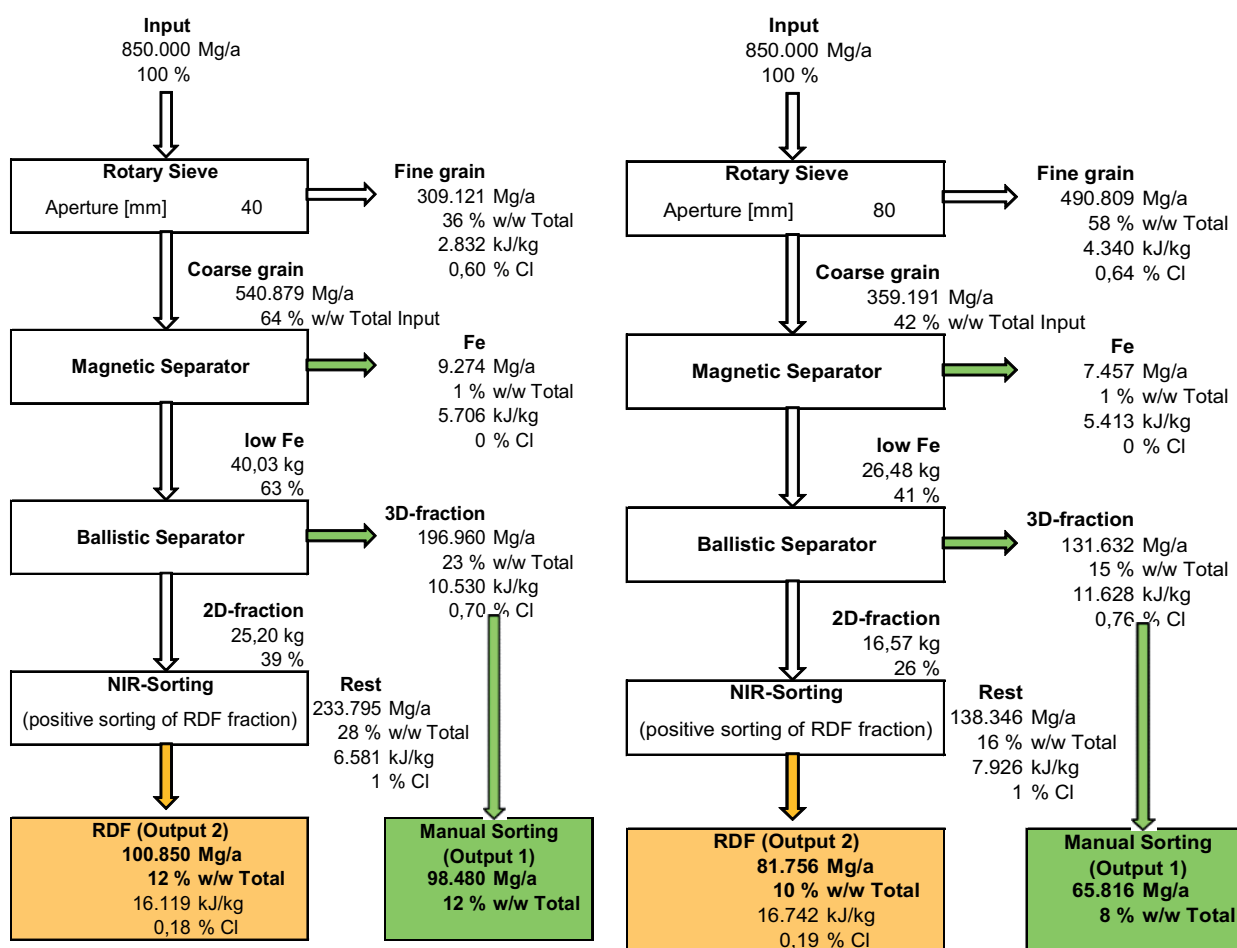 Input
850.000 Mg/a
100 %
Rotary Sieve
Aperture [mm] 40
Fine grain
309.121 Mg/a
36 % w/w Total
2.832 kJ/kg
0,60 % Cl
Coarse grain
540.879 Mg/a
64 % w/w Total Input
Magnetic Separator
Fe
9.274 Mg/a
1 % w/w Total
5.706 kJ/kg
0 % Cl
low Fe
40,03 kg
63 %
Ballistic Separator
3D-fraction
196.960 Mg/a
23 % w/w Total
10.530 kJ/kg
0,70 % Cl
2D-fraction
25,20 kg
39 %
NIR-Sorting
(positive sorting of RDF fraction)
Rest
233.795 Mg/a
28 % w/w Total
6.581 kJ/kg
1 % Cl
RDF (Output 2)
100.850 Mg/a
12 % w/w Total
16.119 kJ/kg
0,18 % Cl
Manual Sorting
(Output 1)
98.480 Mg/a
12 % w/w Total
Input
850.000 Mg/a
100 %
Rotary Sieve
Aperture [mm] 80
Fine grain
490.809 Mg/a
58 % w/w Total
4.340 kJ/kg
0,64 % Cl
Coarse grain
359.191 Mg/a
42 % w/w Total Input
Magnetic Separator
Fe
7.457 Mg/a
1 % w/w Total
5.413 kJ/kg
0 % Cl
low Fe
26,48 kg
41 %
Ballistic Separator
3D-fraction
131.632 Mg/a
15 % w/w Total
11.628 kJ/kg
0,76 % Cl
2D-fraction
16,57 kg
26 %
NIR-Sorting
(positive sorting of RDF fraction)
Rest
138.346 Mg/a
16 % w/w Total
7.926 kJ/kg
1 % Cl
RDF (Output 2)
81.756 Mg/a
10 % w/w Total
16.742 kJ/kg
0,19 % Cl
Manual Sorting
(Output 1)
65.816 Mg/a
8 % w/w Total